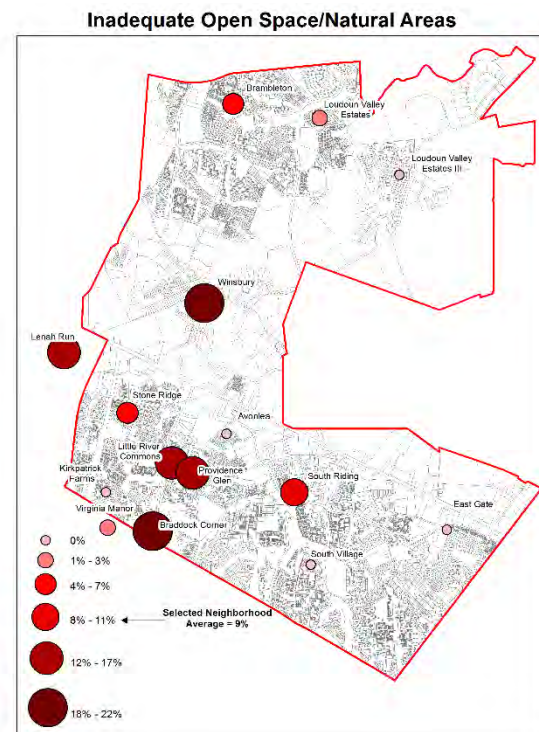 Inadequate Open Space/Natural Areas
Brambleton
Loudoun Valley
Estates
Loudoun Valley
Estates III
Winsbury
Lenah Run
Stone Ridge
Avonlea
Little River
Commons
Providence
Glen
Kirkpatrick
Farms
South Riding
Virginia Manor
Braddock Corner
East Gate
South Village
0%
1% - 3%
4% - 7%
8% - 11%
Selected Neighborhood
Average = 9%
12% - 17%
18% - 22%